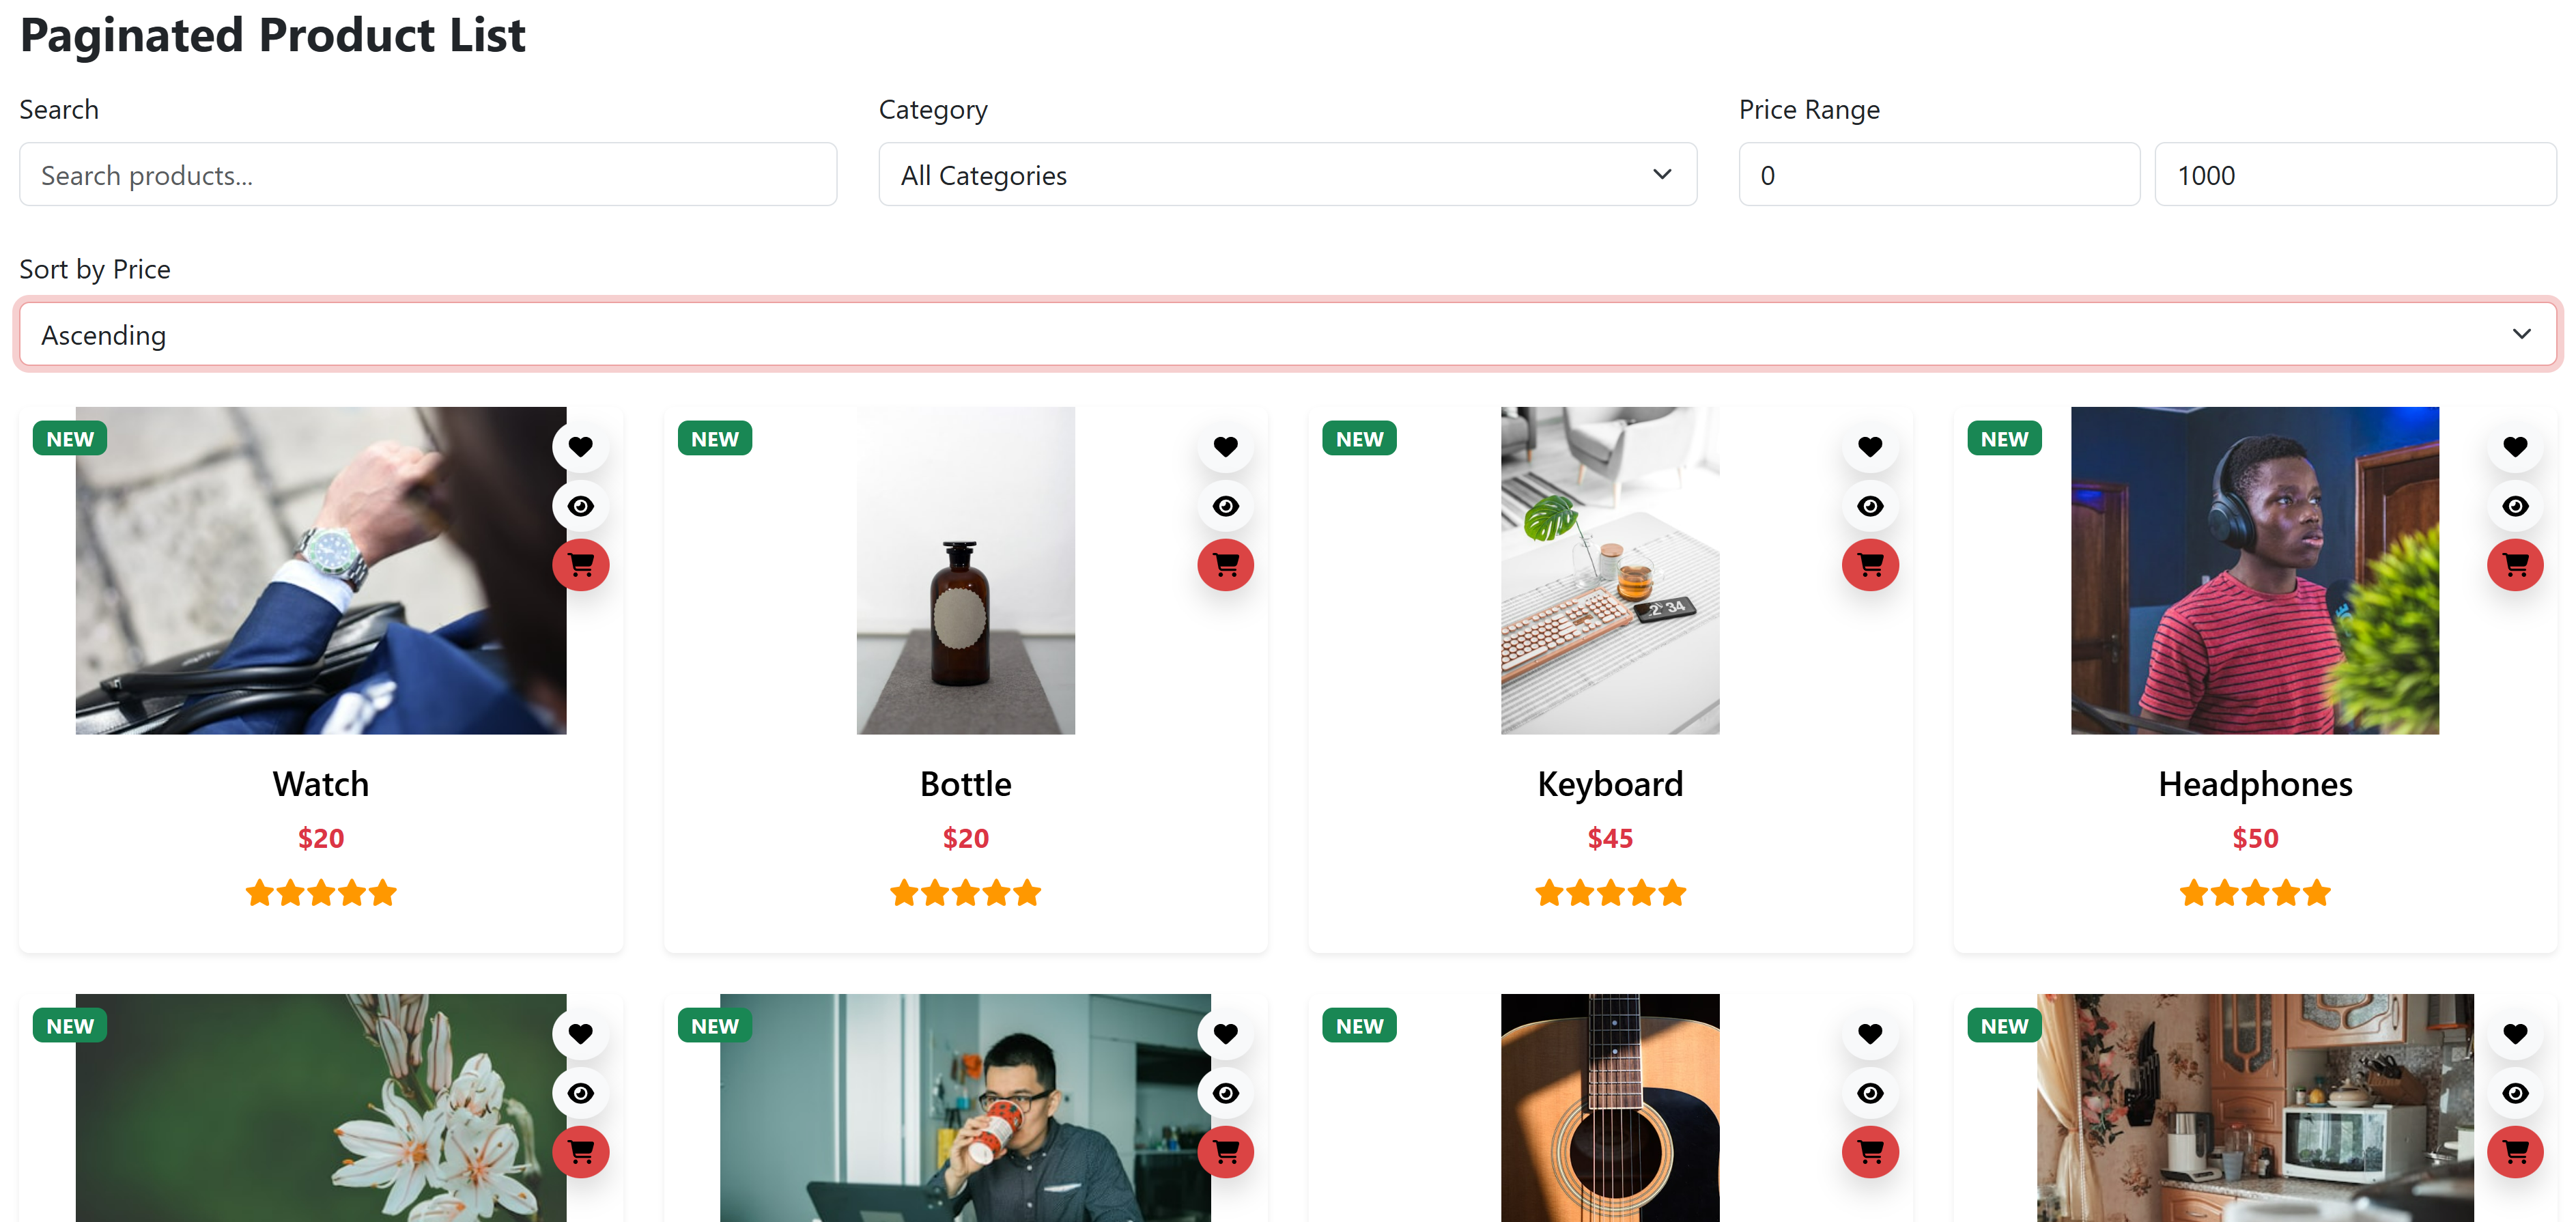 Paginated Product List
Search
Category
Price Range
Search products...
All Categories
0
1000
Sort by Price
Ascending
NEW
NEW
NEW
NEW
2 34
Watch
Bottle
Keyboard
Headphones
$20
$20
$45
$50
NEW
NEW
NEW
NEW